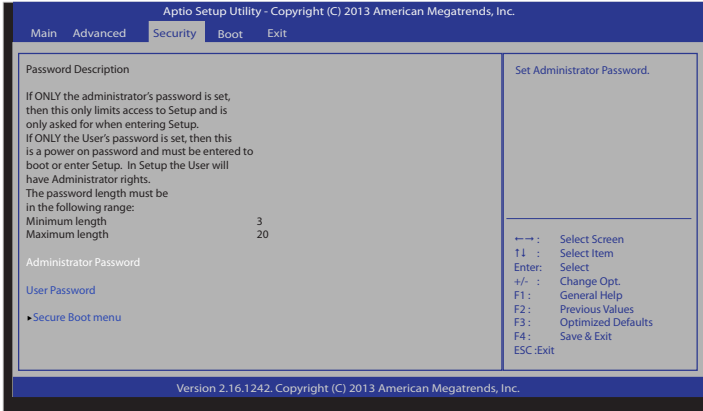 Aptio Setup Utility - Copyright (C) 2013 American Megatrends, Inc.
Main Advanced Security Boot Exit
Password Description
If ONLY the administrator's password is set,
then this only limits access to Setup and is
only asked for when entering Setup.
If ONLY the User's password is set, then this
is a power on password and must be entered to
boot or enter Setup. In Setup the User will
have Administrator rights.
The password length must be
in the following range:
Minimum length 3
Maximum length 20
Administrator Password
User Password
▸Secure Boot menu
Set Administrator Password.
←→ : Select Screen
↑↓ : Select Item
Enter: Select
+/- : Change Opt.
F1 : General Help
F2 : Previous Values
F3 : Optimized Defaults
F4 : Save & Exit
ESC :Exit
Version 2.16.1242. Copyright (C) 2013 American Megatrends, Inc.